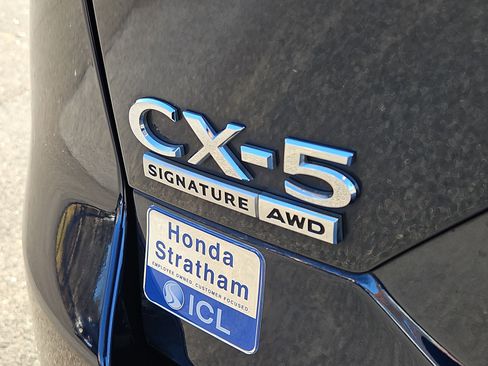 CX-5
SIGNATURE AWD
Honda
Stratham
EMPLOYEE OWNED. CUSTOMER FOCUSED
ICL